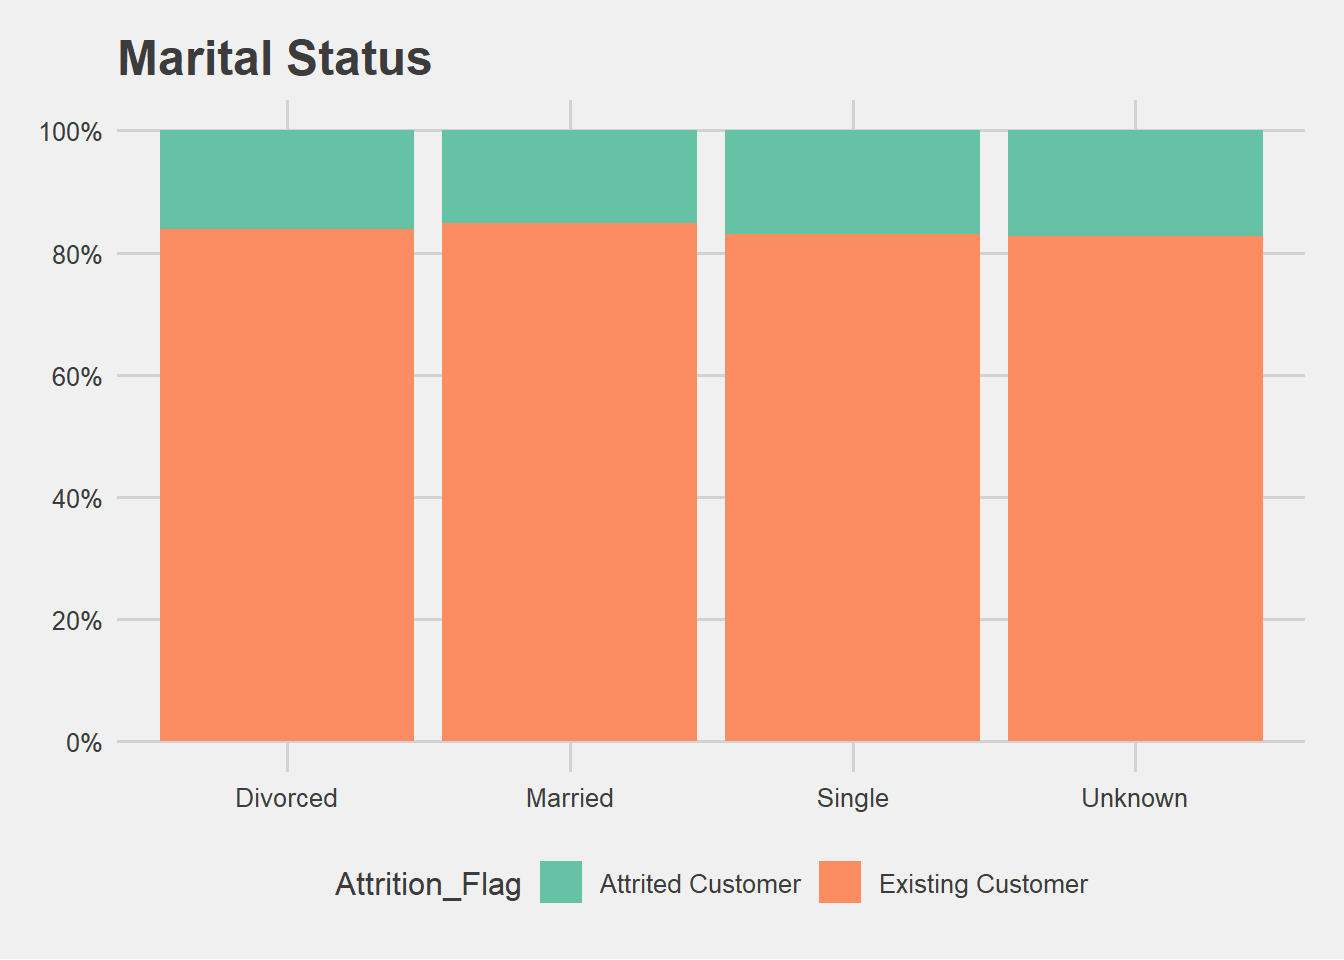 Marital Status
100%
80%
60%
40%
20%
0%
Divorced Married Single Unknown
Attrition_Flag Attrited Customer Existing Customer